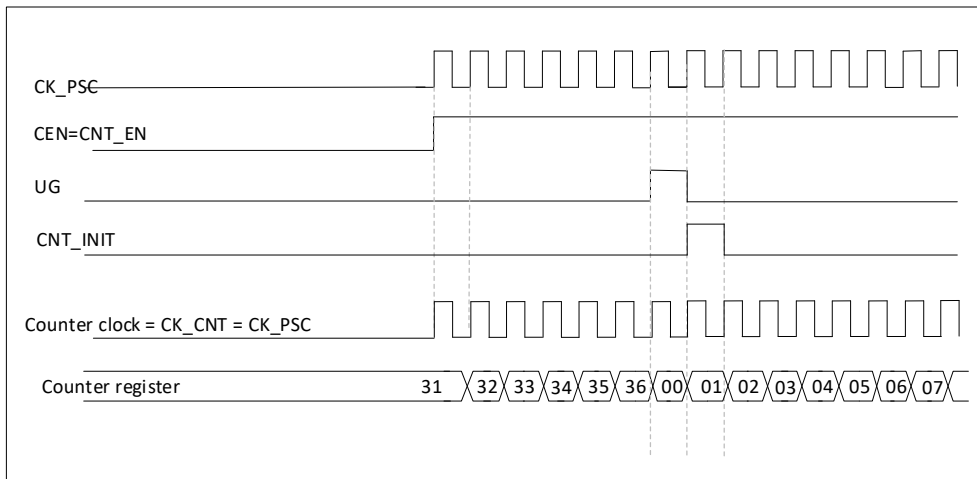 CK_PSC
CEN=CNT_EN
UG
CNT_INIT
Counter clock = CK_CNT = CK_PSC
Counter register 31 32 33 34 35 36 00 01 02 03 04 05 06 07